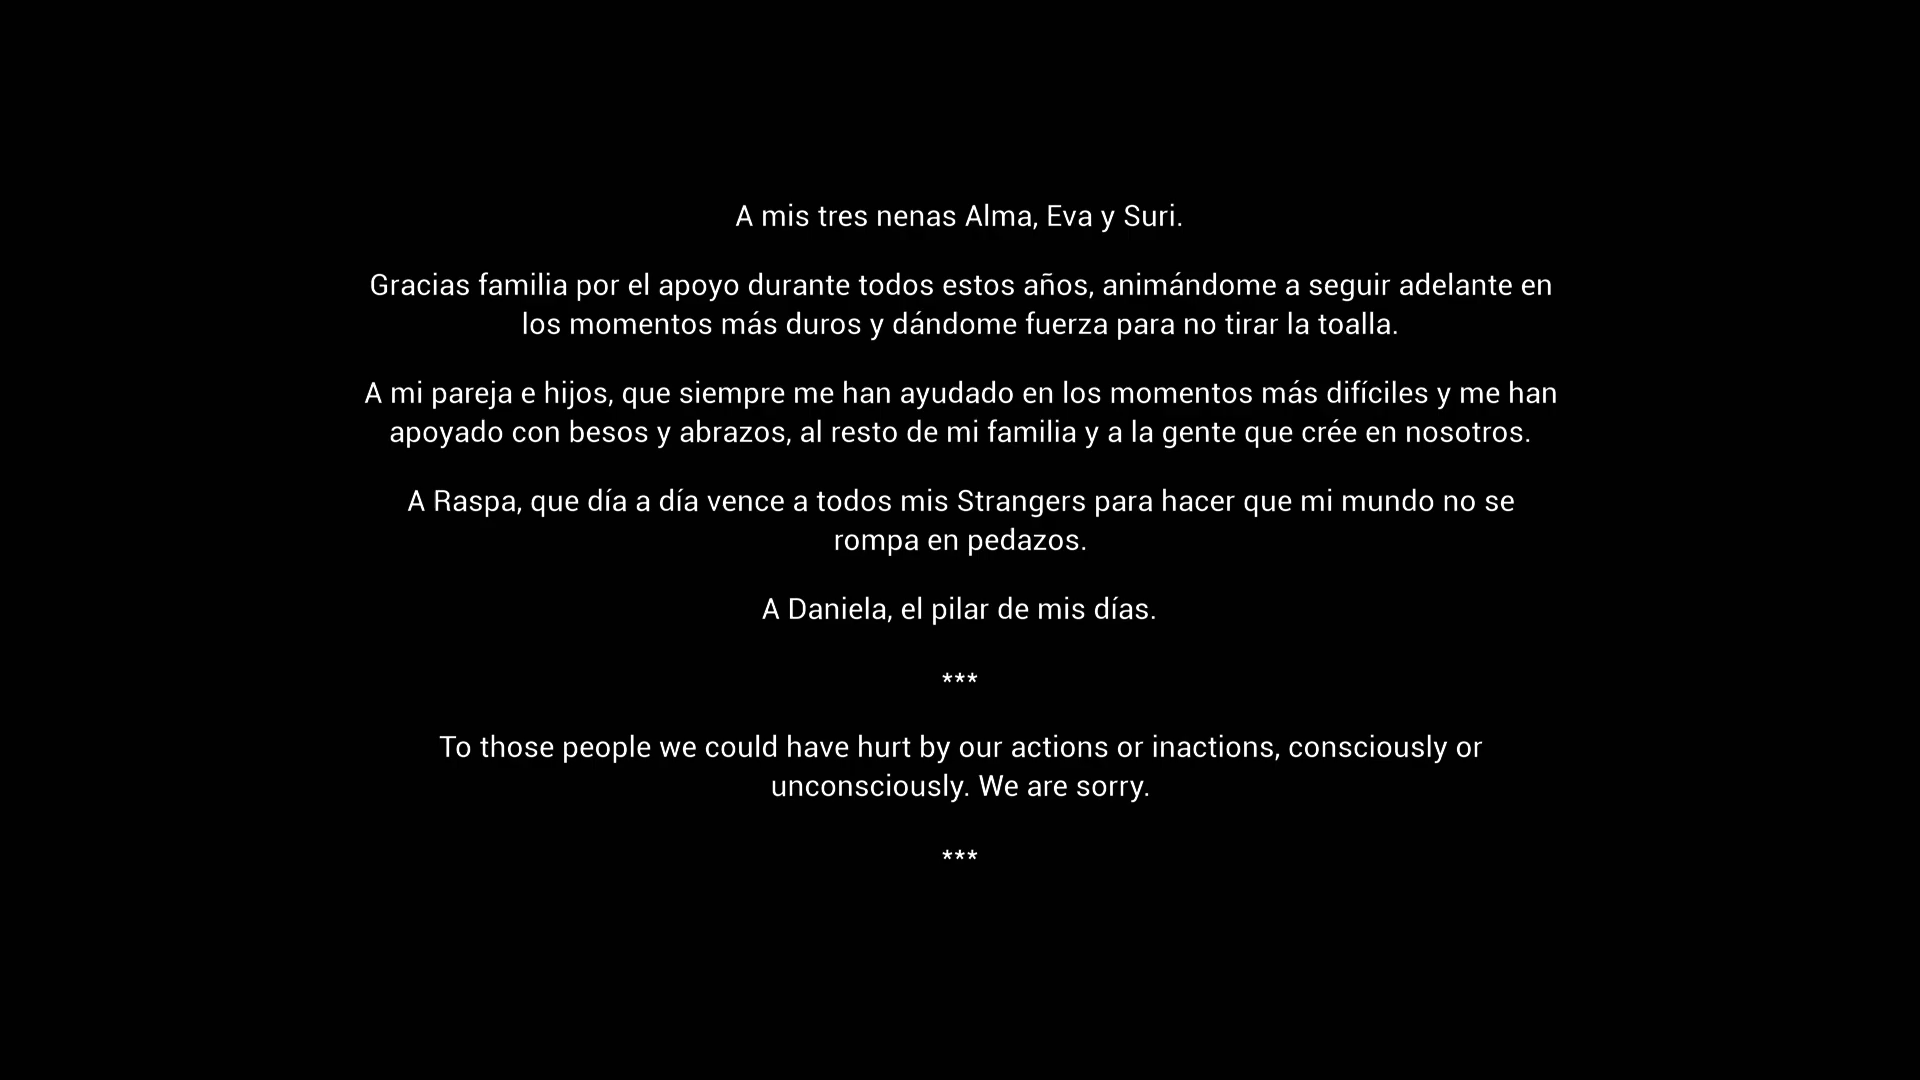 A mis tres nenas Alma, Eva y Suri.
Gracias familia por el apoyo durante todos estos años, animándome a seguir adelante en
los momentos más duros y dándome fuerza para no tirar la toalla.
A mi pareja e hijos, que siempre me han ayudado en los momentos más difíciles y me han
apoyado con besos y abrazos, al resto de mi familia y a la gente que crée en nosotros.
A Raspa, que día a día vence a todos mis Strangers para hacer que mi mundo no se
rompa en pedazos.
A Daniela, el pilar de mis días.
***
To those people we could have hurt by our actions or inactions, consciously or
unconsciously. We are sorry.
***